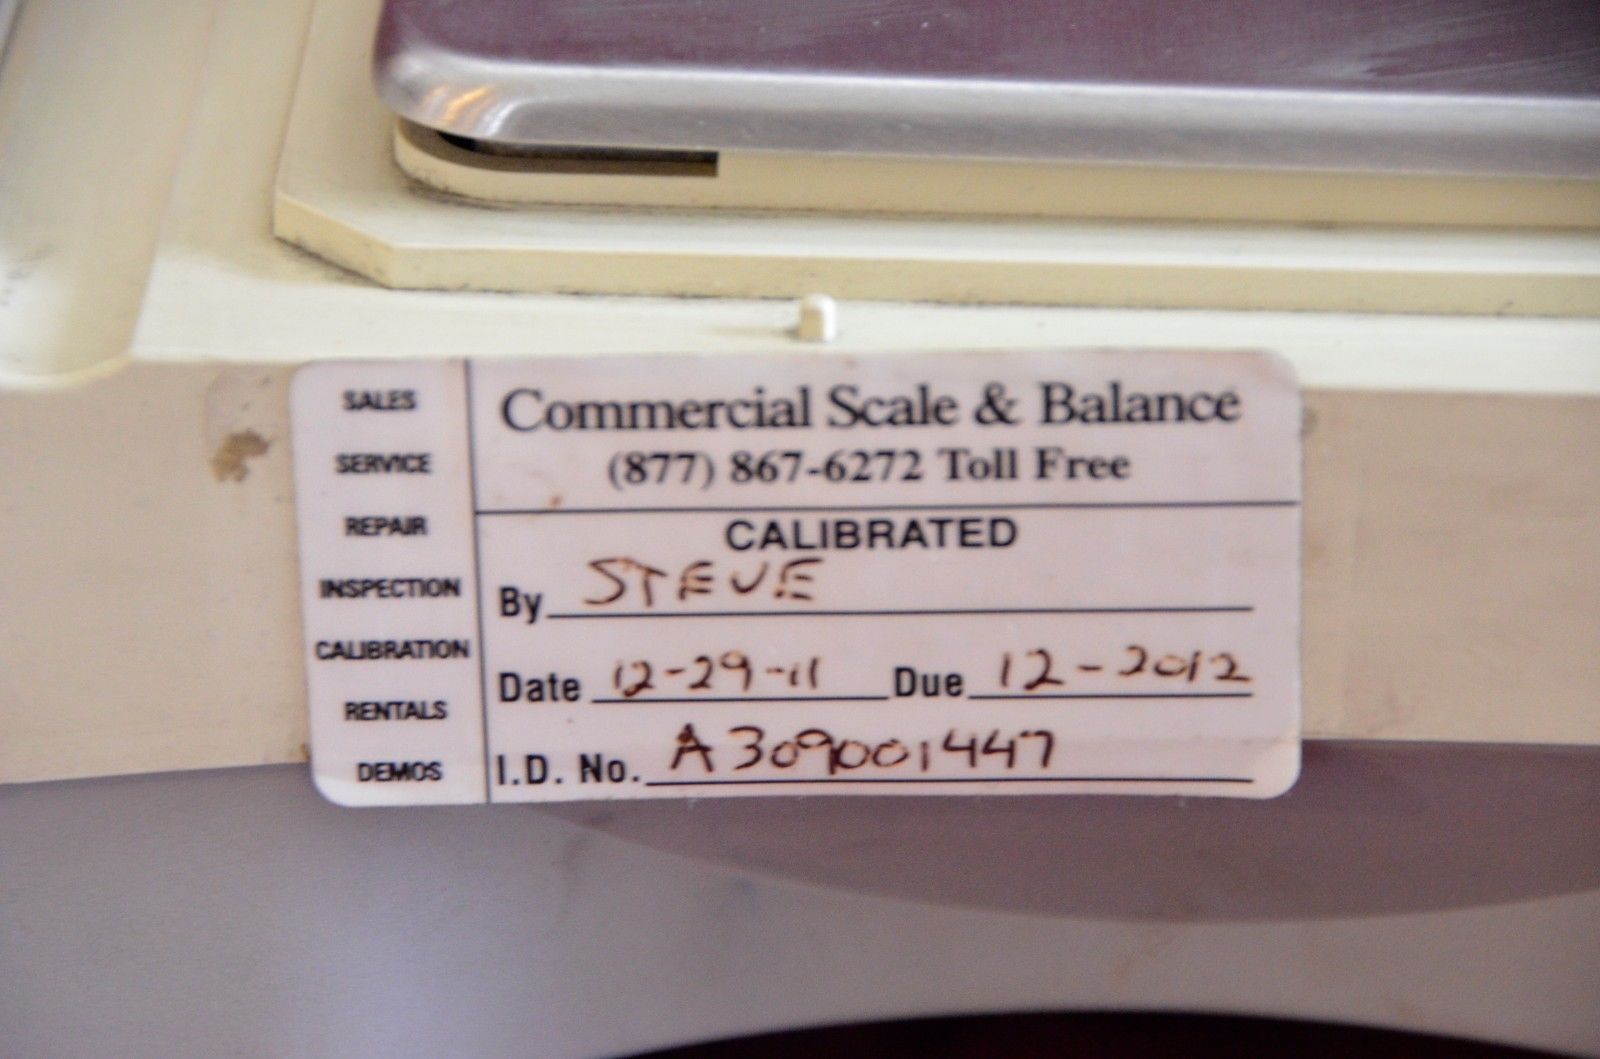 SALES
SERVICE
REPAIR
INSPECTION
CALIBRATION
RENTALS
DEMOS
Commercial Scale & Balance
(877) 867-6272 Toll Free
CALIBRATED
By STEVE
Date 12-29-11 Due 12-2012
I.D. No. A309001447